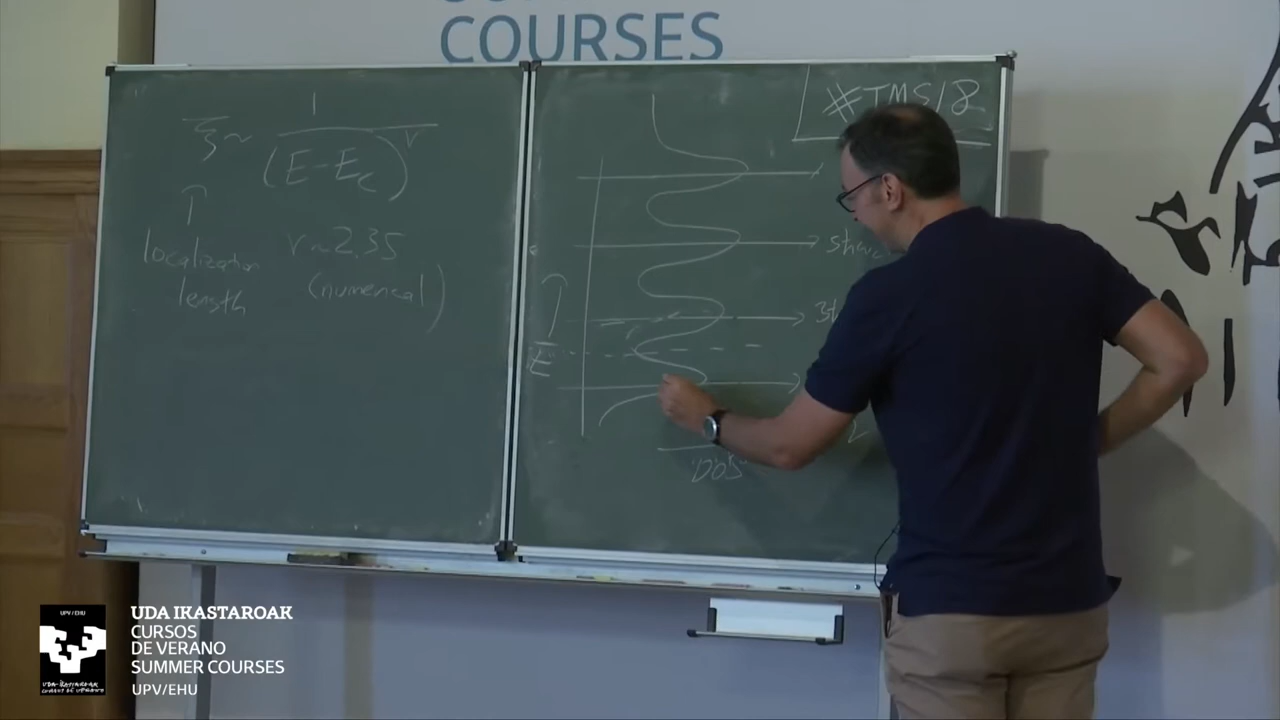 COURSES
ξ ~ 1 / (E-E_c)^ν
↑
localization
length
ν ~ 2.35
(numerical)
#TMS18
E
DOS
UPV / EHU
UDA IKASTAROAK
CURSOS
DE VERANO
SUMMER COURSES
UPV/EHU